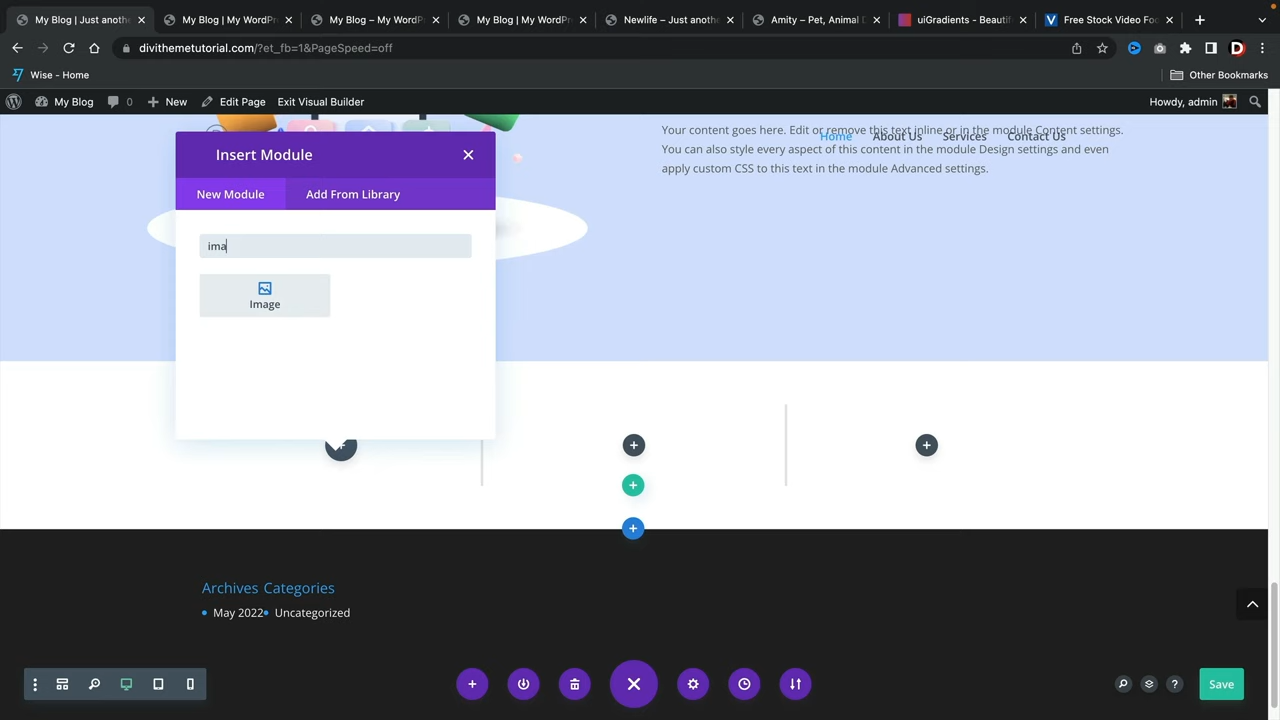 My Blog | Just anothe
My Blog | My WordPre
My Blog – My WordPr
My Blog | My WordPre
Newlife – Just anothe
Amity – Pet, Animal D
uiGradients - Beautif
Free Stock Video Foo
divithemetutorial.com/?et_fb=1&PageSpeed=off
Wise - Home
Other Bookmarks
My Blog 0 New Edit Page Exit Visual Builder
Howdy, admin
Your content goes here. Edit or remove this text inline or in the module Content settings.
Home About Us Services Contact Us
You can also style every aspect of this content in the module Design settings and even
apply custom CSS to this text in the module Advanced settings.
Insert Module
New Module Add From Library
ima
Image
Archives Categories
May 2022 Uncategorized
Save